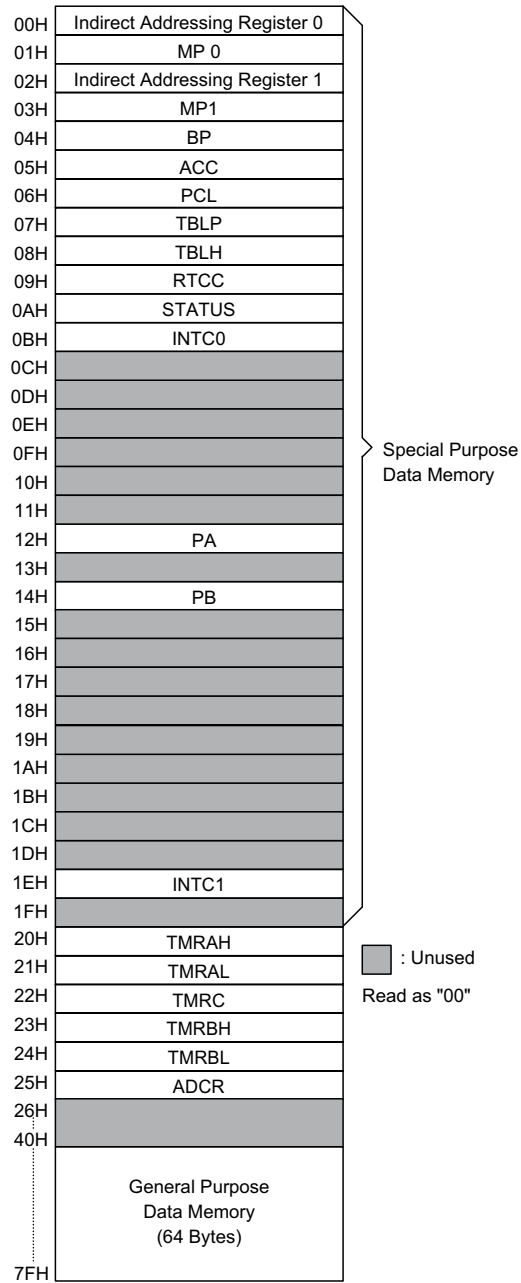 00H Indirect Addressing Register 0
01H MP 0
02H Indirect Addressing Register 1
03H MP1
04H BP
05H ACC
06H PCL
07H TBLP
08H TBLH
09H RTCC
0AH STATUS
0BH INTC0
0CH
0DH
0EH
0FH
10H
11H
Special Purpose
Data Memory
12H PA
13H
14H PB
15H
16H
17H
18H
19H
1AH
1BH
1CH
1DH
1EH INTC1
1FH
20H TMRAH
21H TMRAL
22H TMRC
23H TMRBH
24H TMRBL
25H ADCR
: Unused
Read as "00"
26H
40H
General Purpose
Data Memory
(64 Bytes)
7FH